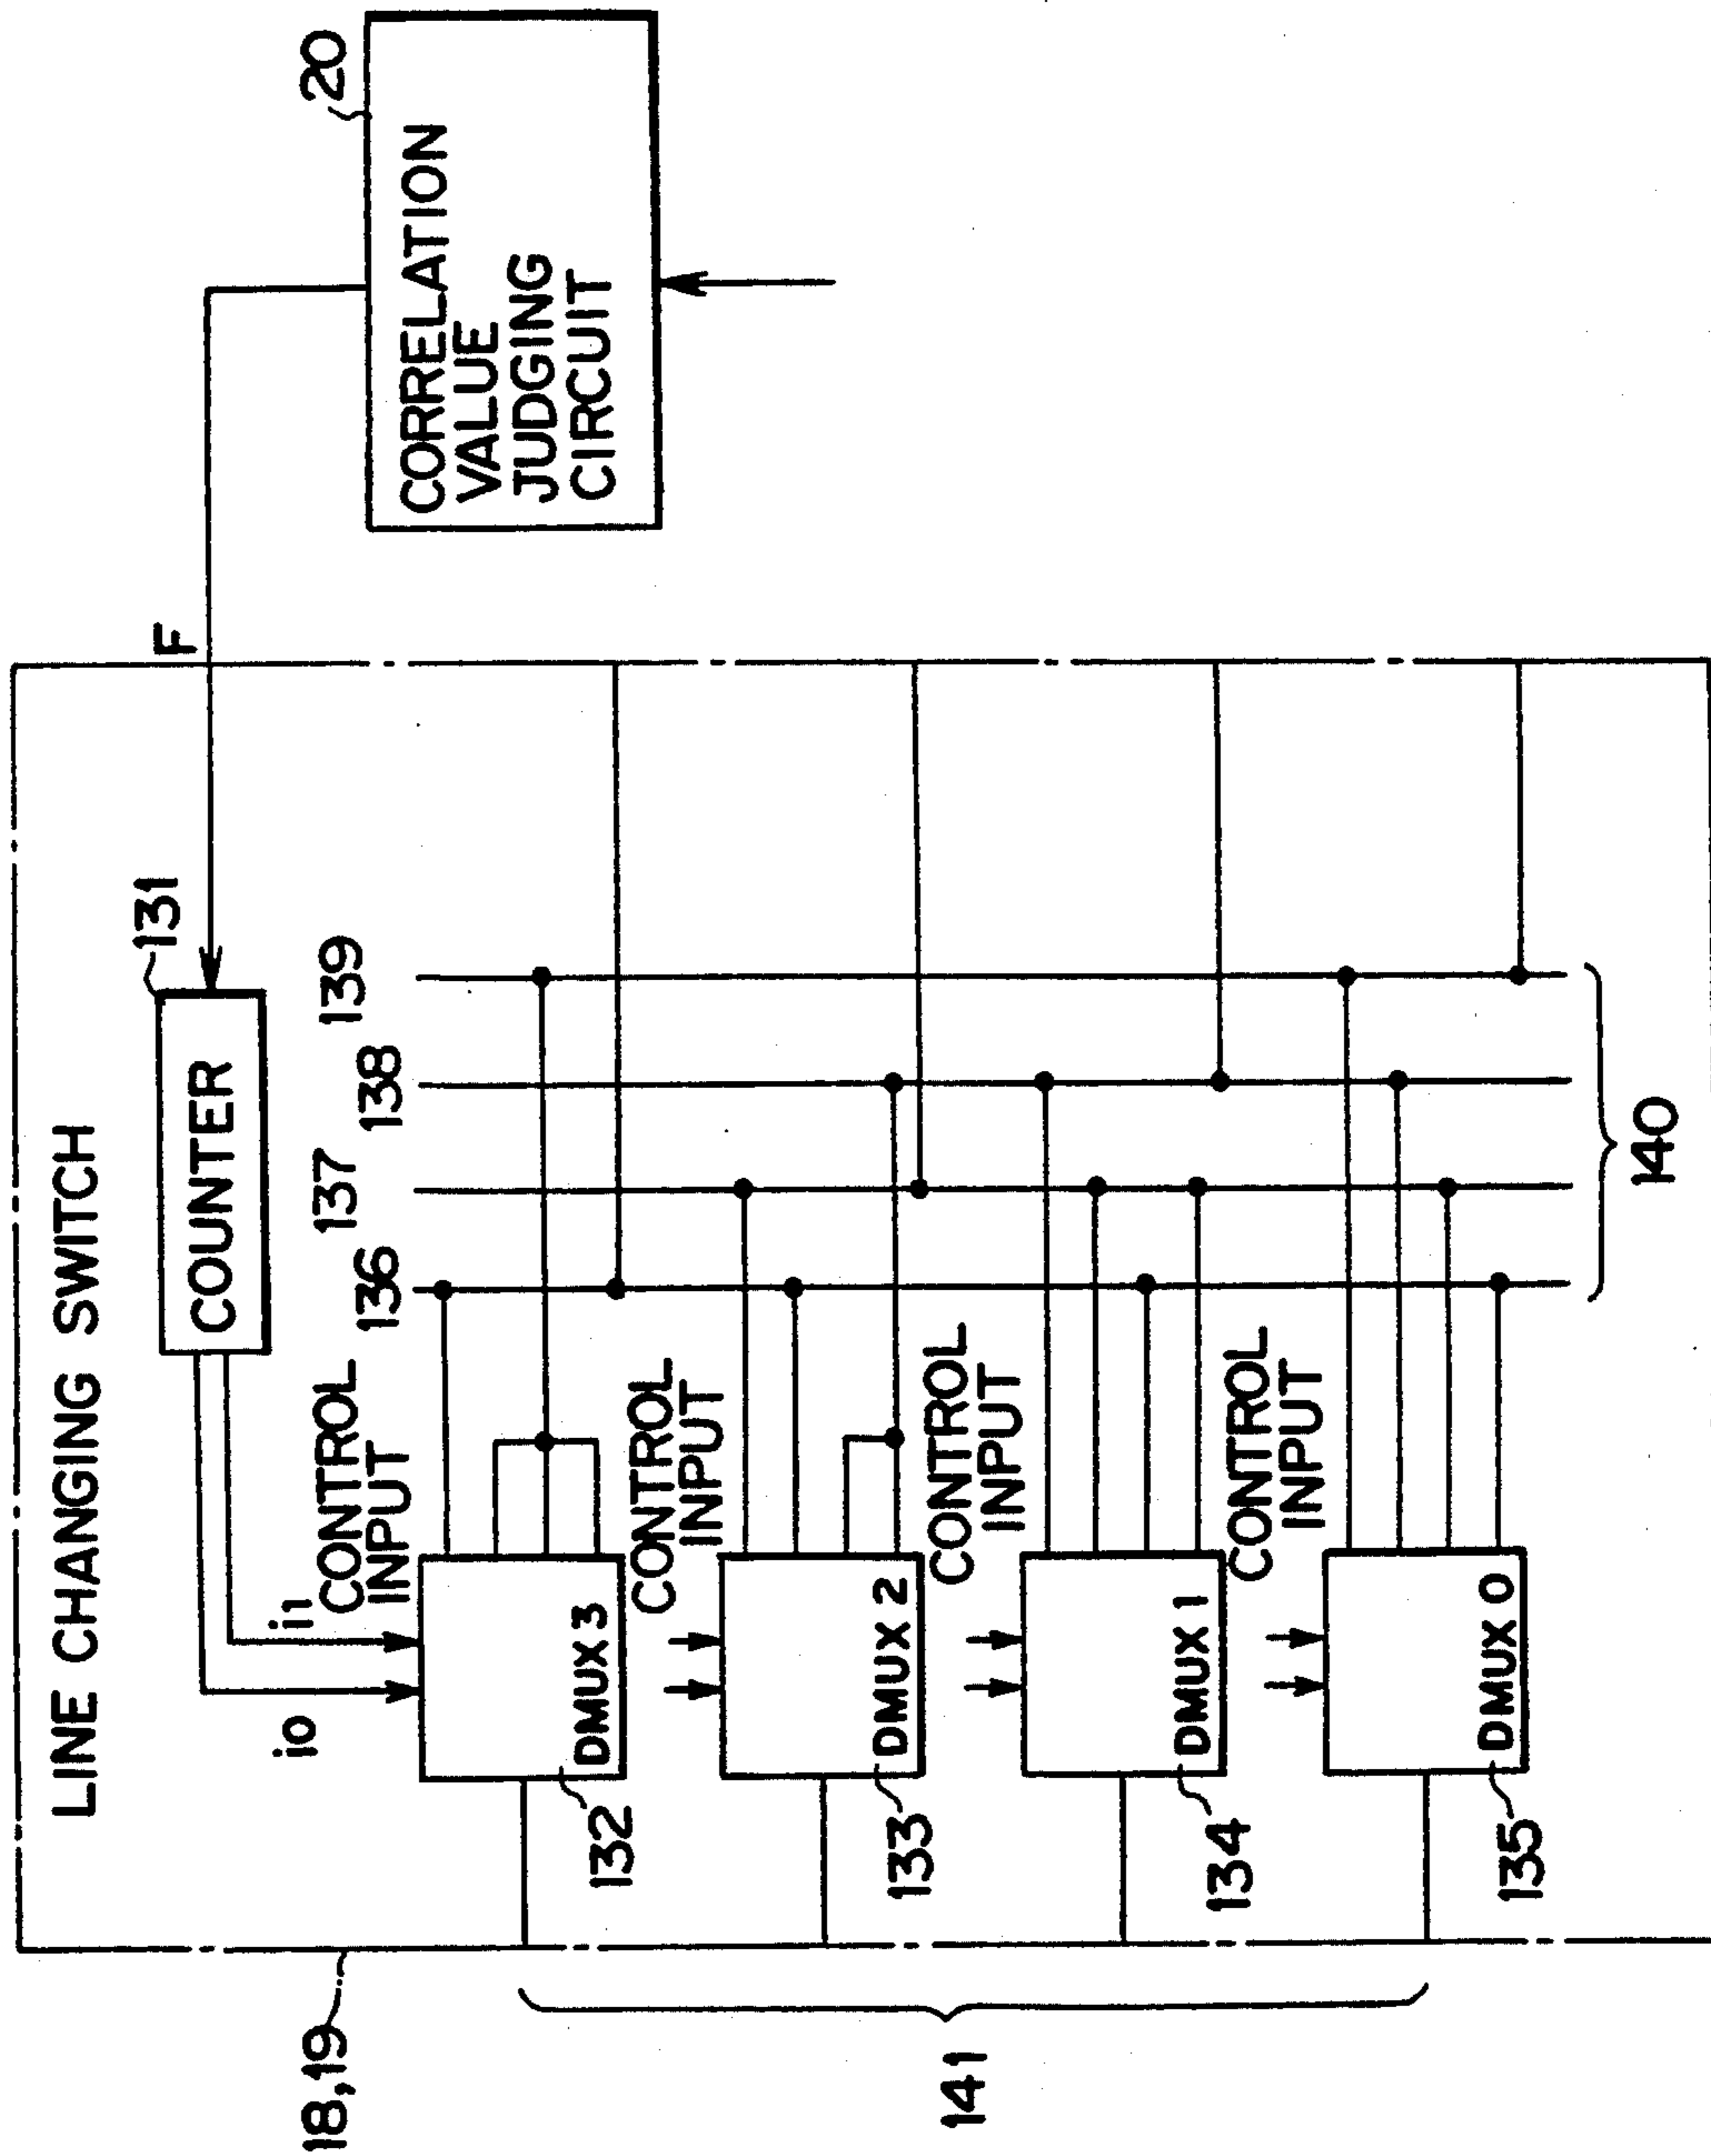 LINE CHANGING SWITCH
18,19
COUNTER
131
F
20
CORRELATION
VALUE
JUDGING
CIRCUIT
i0
i1
CONTROL
INPUT
136
137
138
139
DMUX 3
132
CONTROL
INPUT
DMUX 2
133
CONTROL
INPUT
DMUX 1
134
CONTROL
INPUT
DMUX 0
135
140
141